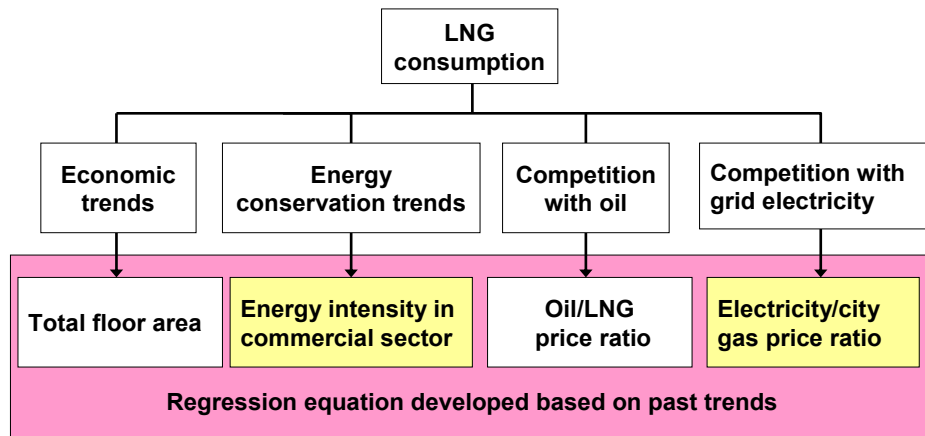 LNG
consumption
Economic
trends
Energy
conservation trends
Competition
with oil
Competition with
grid electricity
Total floor area
Energy intensity in
commercial sector
Oil/LNG
price ratio
Electricity/city
gas price ratio
Regression equation developed based on past trends